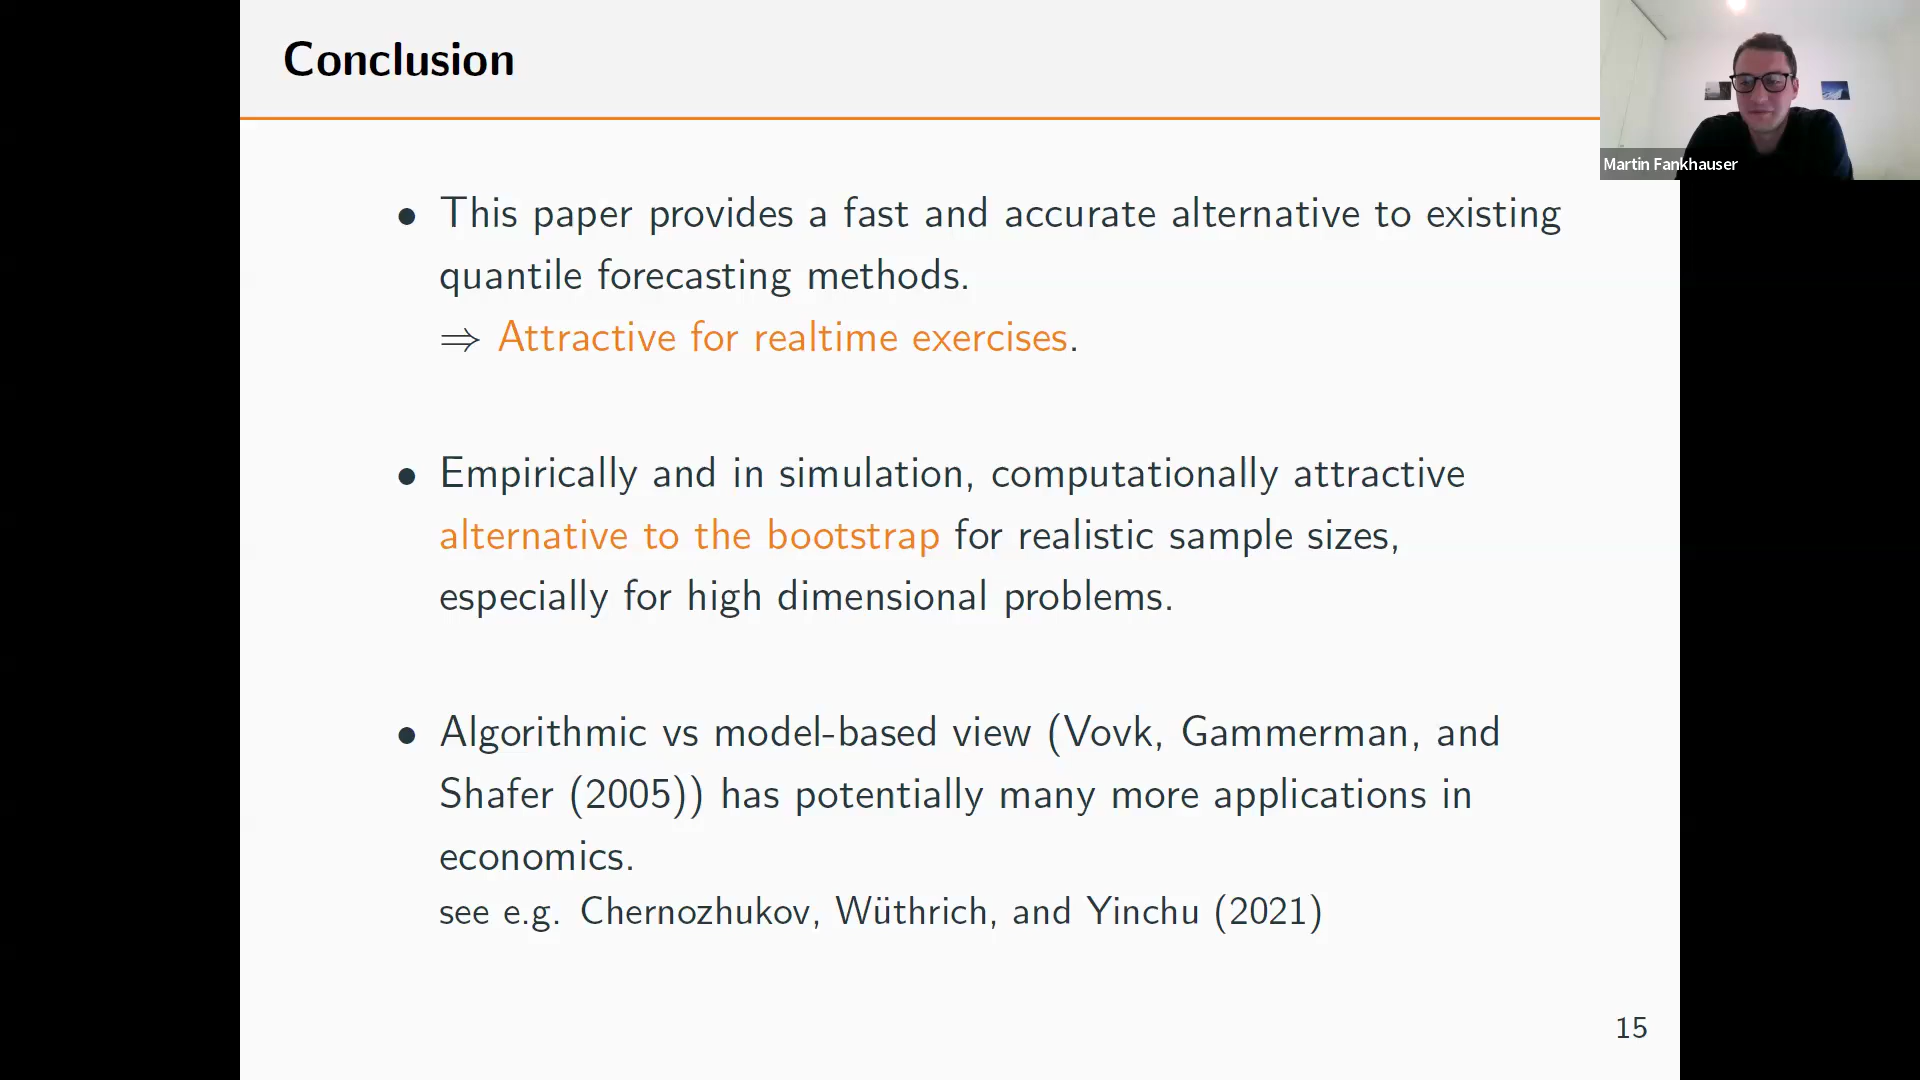 Conclusion
Martin Fankhauser
• This paper provides a fast and accurate alternative to existing
quantile forecasting methods.
⇒ Attractive for realtime exercises.
• Empirically and in simulation, computationally attractive
alternative to the bootstrap for realistic sample sizes,
especially for high dimensional problems.
• Algorithmic vs model-based view (Vovk, Gammerman, and
Shafer (2005)) has potentially many more applications in
economics.
see e.g. Chernozhukov, Wüthrich, and Yinchu (2021)
15